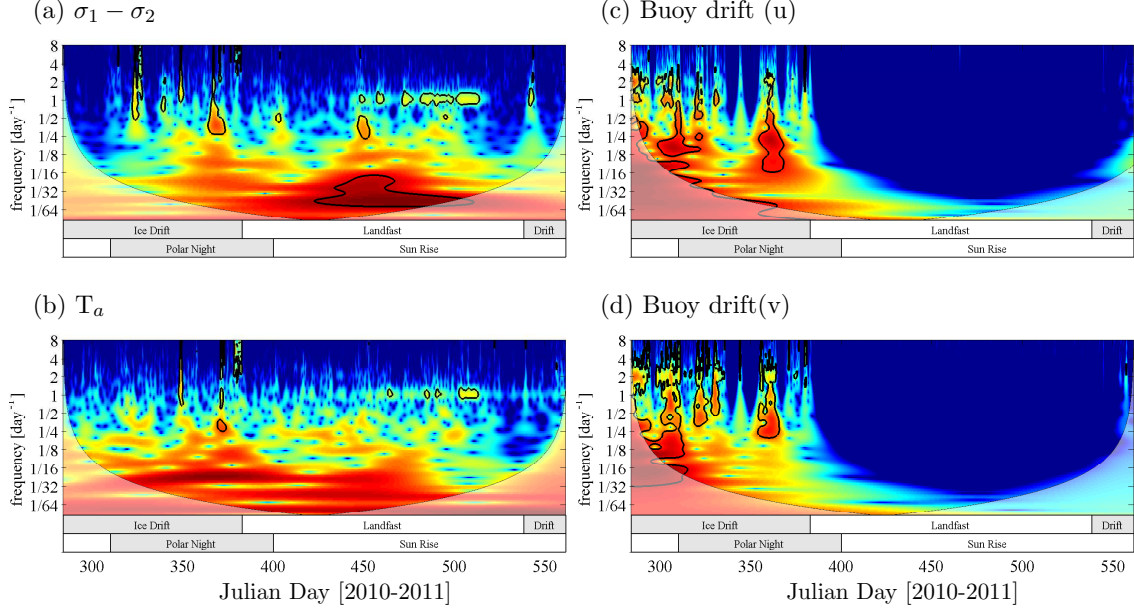 (a) σ₁ − σ₂
8
4
2
1
1/2
1/4
1/8
1/16
1/32
1/64
frequency [day⁻¹]
Ice Drift Landfast Drift
Polar Night Sun Rise
(c) Buoy drift (u)
8
4
2
1
1/2
1/4
1/8
1/16
1/32
1/64
frequency [day⁻¹]
Ice Drift Landfast Drift
Polar Night Sun Rise
(b) Tₐ
8
4
2
1
1/2
1/4
1/8
1/16
1/32
1/64
frequency [day⁻¹]
Ice Drift Landfast Drift
Polar Night Sun Rise
300 350 400 450 500 550
Julian Day [2010-2011]
(d) Buoy drift(v)
8
4
2
1
1/2
1/4
1/8
1/16
1/32
1/64
frequency [day⁻¹]
Ice Drift Landfast Drift
Polar Night Sun Rise
300 350 400 450 500 550
Julian Day [2010-2011]